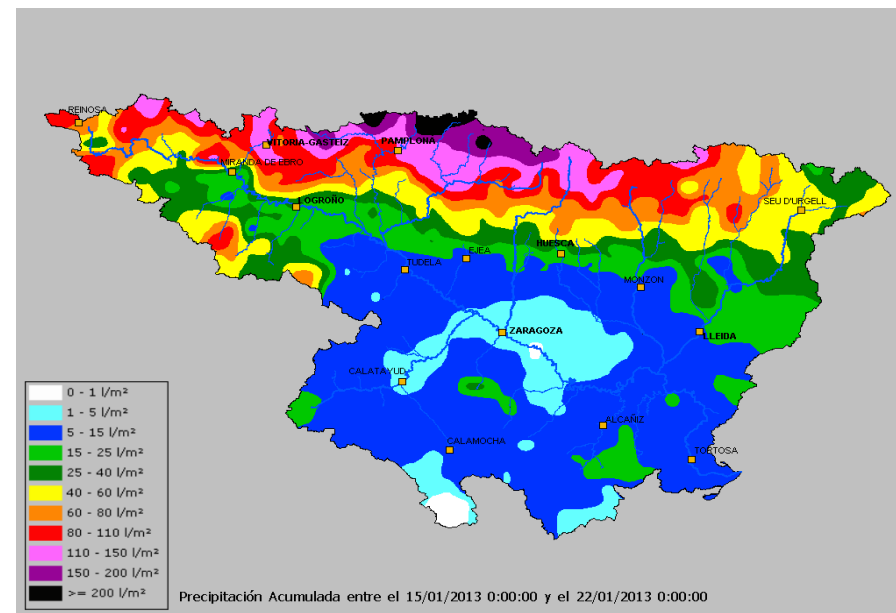 REINOSA
VITORIA-GASTEIZ
PAMPLONA
MIRANDA DE EBRO
SEU D'URGELL
LOGROÑO
HUESCA
EJEA
TUDELA
MONZON
ZARAGOZA
LLEIDA
CALATAYUD
ALCAÑIZ
CALAMOCHA
TORTOSA
0 - 1 l/m²
1 - 5 l/m²
5 - 15 l/m²
15 - 25 l/m²
25 - 40 l/m²
40 - 60 l/m²
60 - 80 l/m²
80 - 110 l/m²
110 - 150 l/m²
150 - 200 l/m²
>= 200 l/m²
Precipitación Acumulada entre el 15/01/2013 0:00:00 y el 22/01/2013 0:00:00